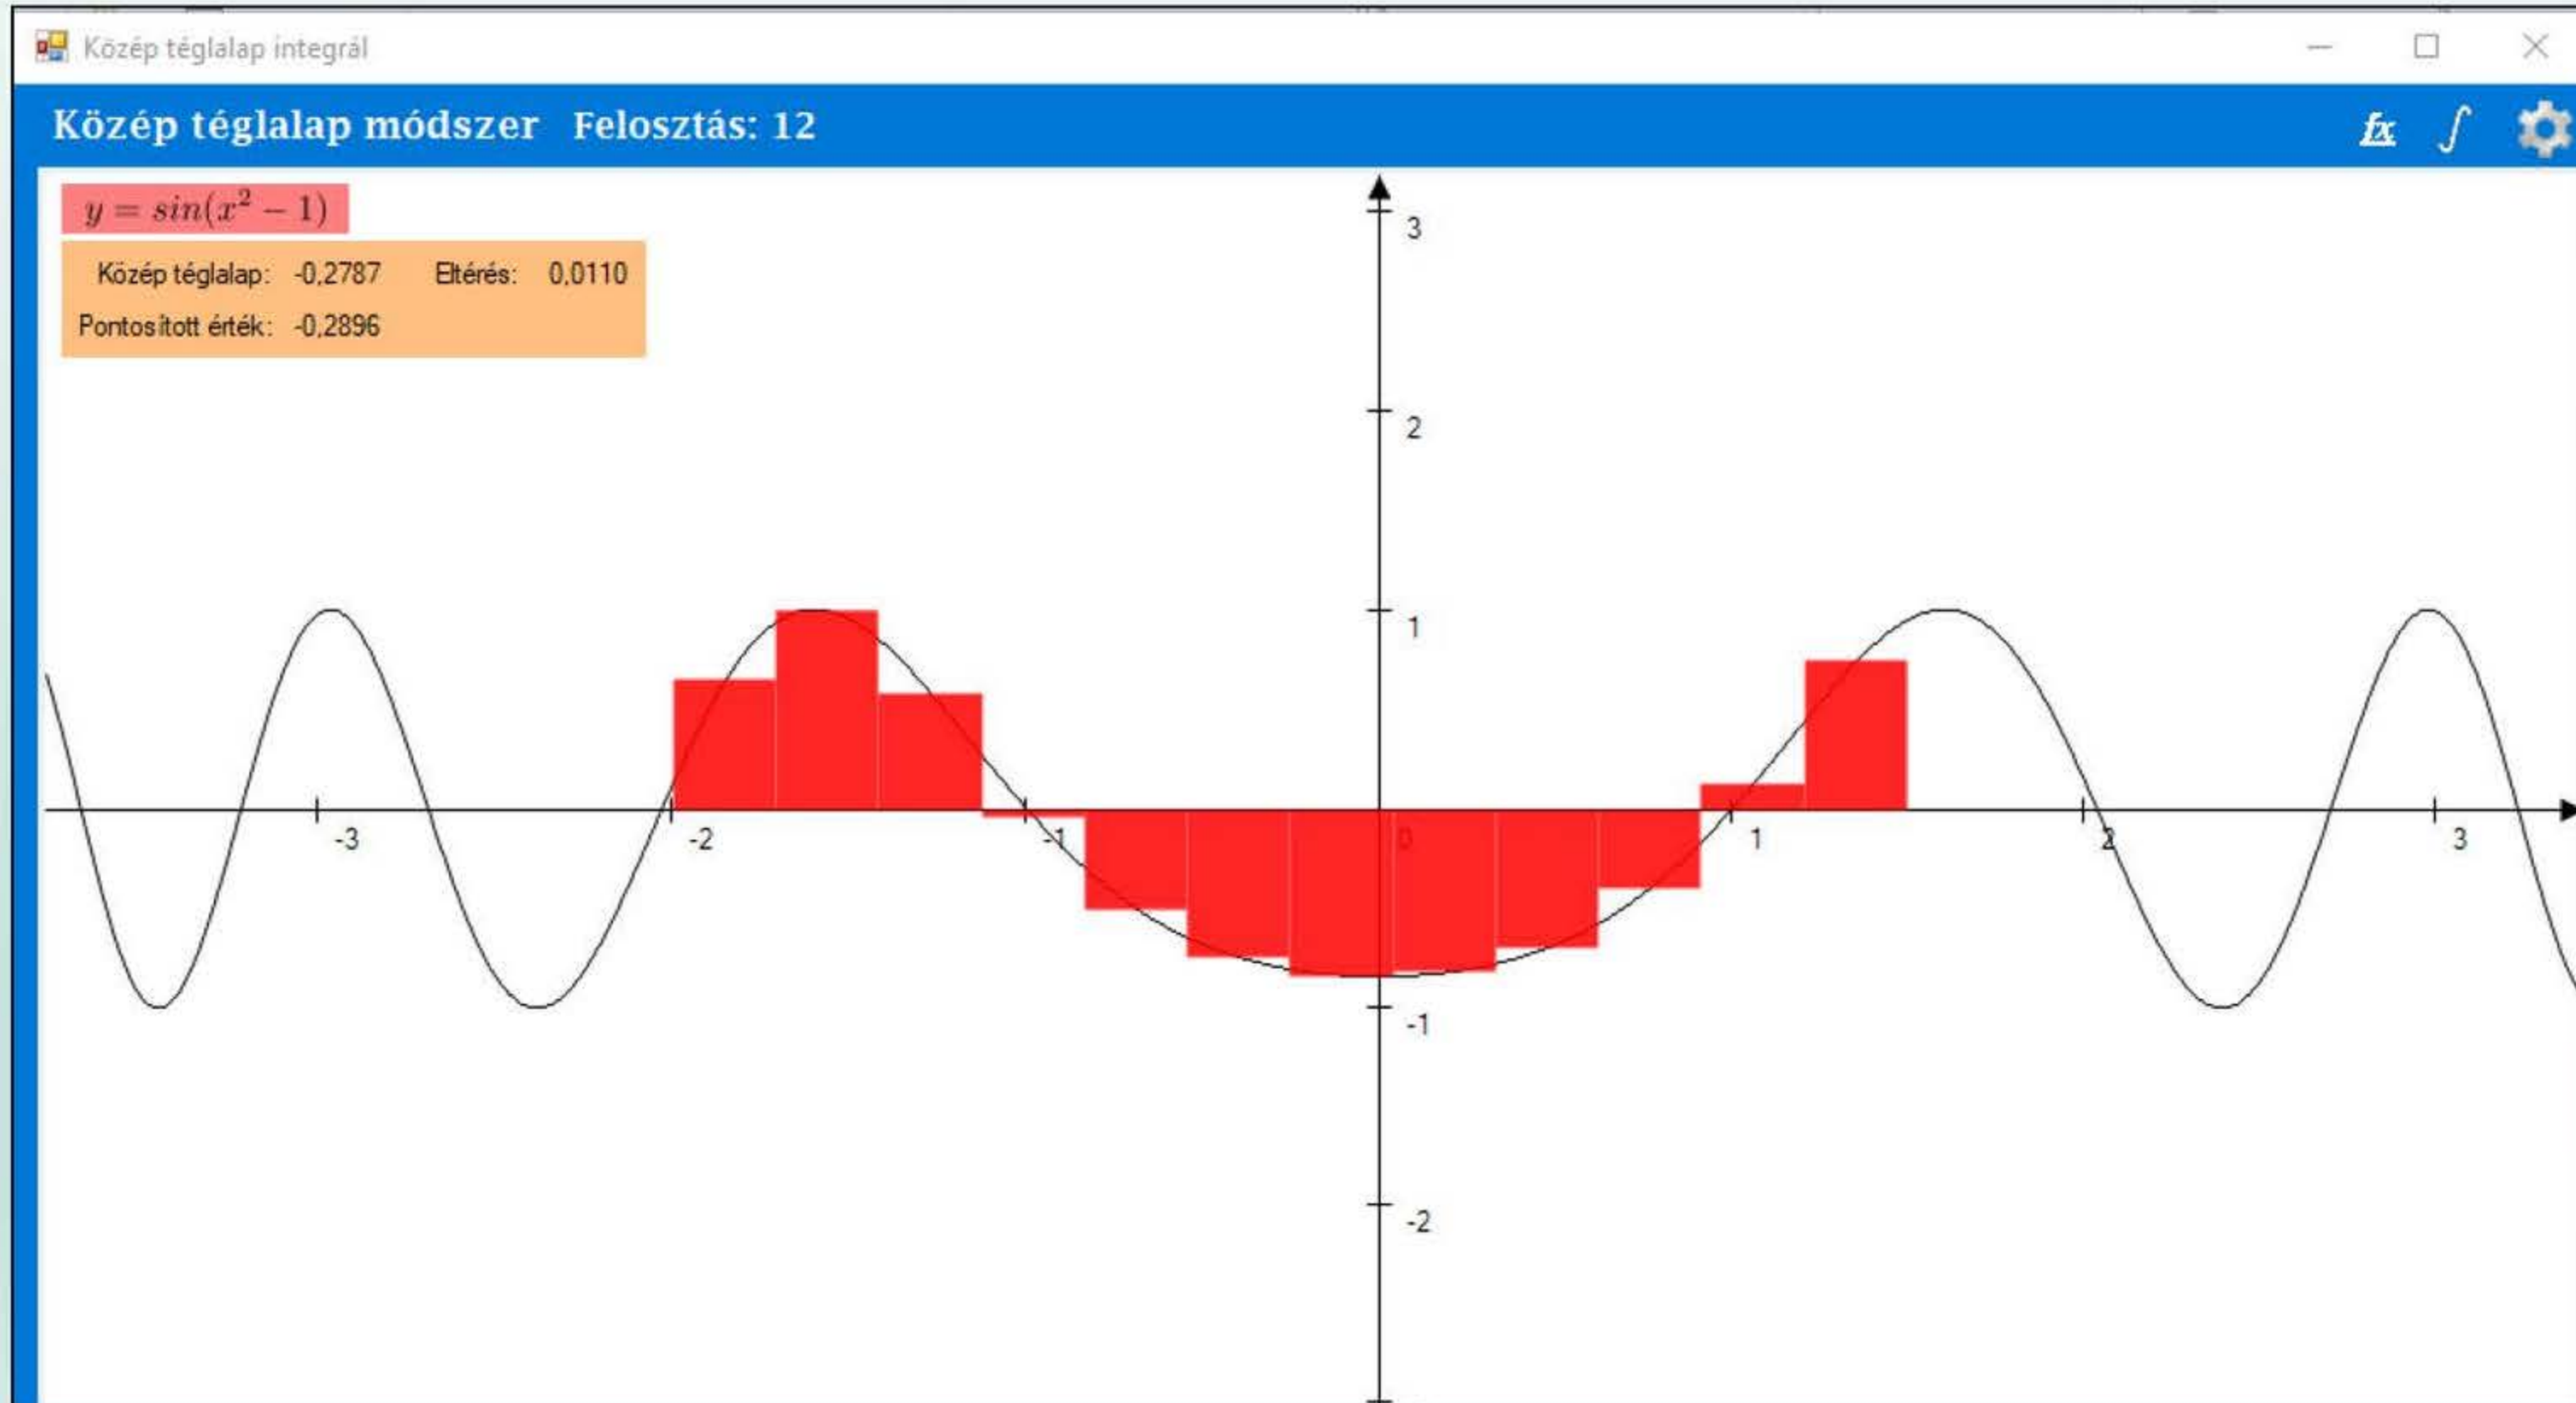 Közép téglalap integrál
Közép téglalap módszer Felosztás: 12
fx ∫
y = sin(x² − 1)
Közép téglalap: -0,2787 Eltérés: 0,0110
Pontosított érték: -0,2896
3
2
1
-3 -2 -1 0 1 2 3
-1
-2